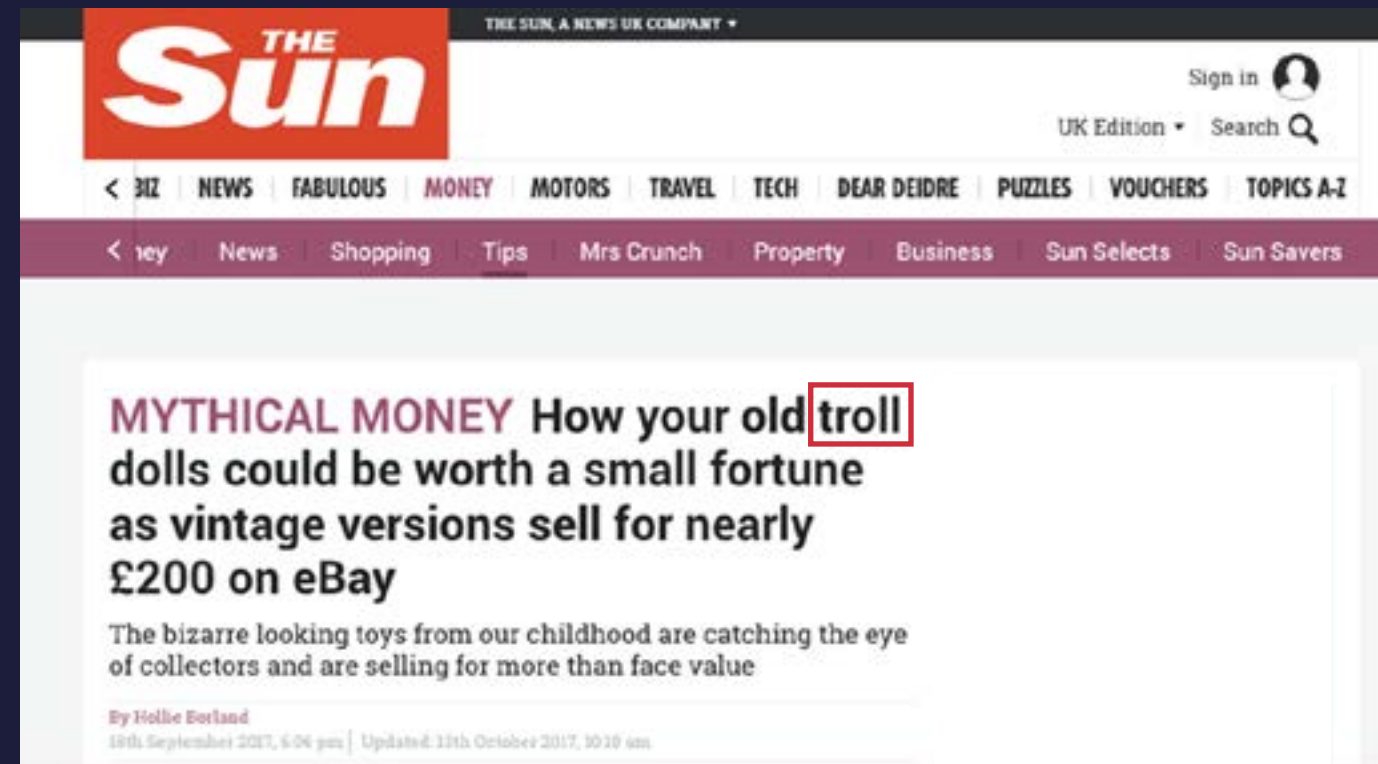 THE SUN, A NEWS UK COMPANY
THE
Sun
Sign in
UK Edition Search
< BIZ NEWS FABULOUS MONEY MOTORS TRAVEL TECH DEAR DEIDRE PUZZLES VOUCHERS TOPICS A-Z
< ney News Shopping Tips Mrs Crunch Property Business Sun Selects Sun Savers
MYTHICAL MONEY How your old troll
dolls could be worth a small fortune
as vintage versions sell for nearly
£200 on eBay
The bizarre looking toys from our childhood are catching the eye
of collectors and are selling for more than face value
By Hollie Borland
September 2017, 6:04 pm | Updated: October 2017, 10:10 am